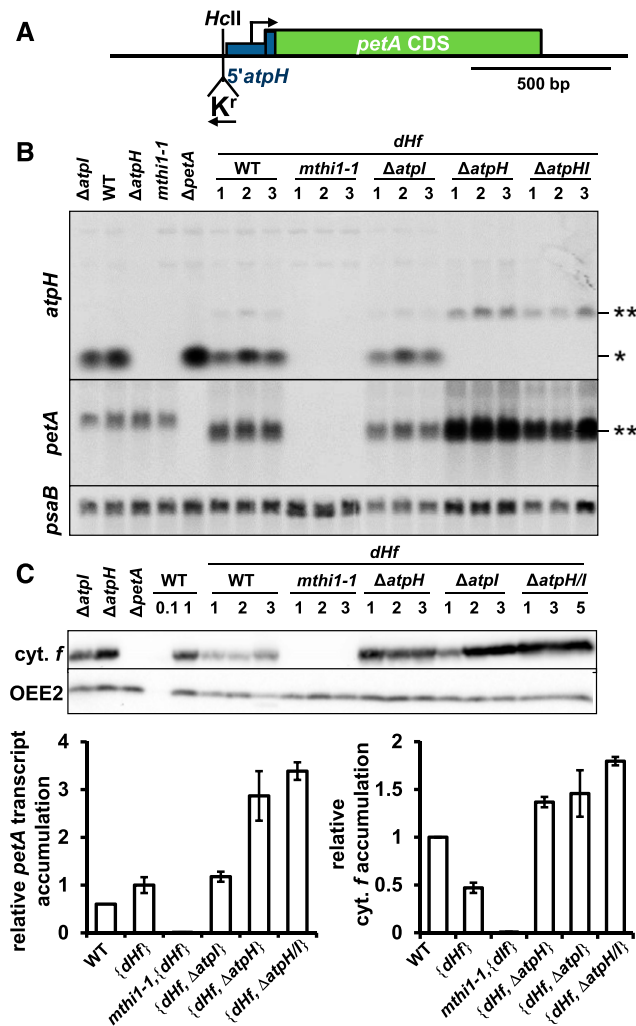 A
HcII
petA CDS
5'atpH
Kr
500 bp
B
dHf
ΔatpI WT ΔatpH mthi1-1 ΔpetA WT mthi1-1 ΔatpI ΔatpH ΔatpHI
1 2 3 1 2 3 1 2 3 1 2 3 1 2 3
atpH
**
*
petA
**
psaB
C
dHf
ΔatpI ΔatpH ΔpetA WT WT mthi1-1 ΔatpH ΔatpI ΔatpH/I
0.1 1 1 2 3 1 2 3 1 2 3 1 2 3 1 3 5
cyt. f
OEE2
relative petA transcript
accumulation
4
3
2
1
0
WT
{dHf}
mthi1-1,{dHf}
{dHf, ΔatpI}
{dHf, ΔatpH}
{dHf, ΔatpH/I}
relative
cyt. f accumulation
2
1.5
1
0.5
0
WT
{dHf}
mthi1-1,{dIf}
{dHf, ΔatpH}
{dHf, ΔatpI}
{dHf, ΔatpH/I}